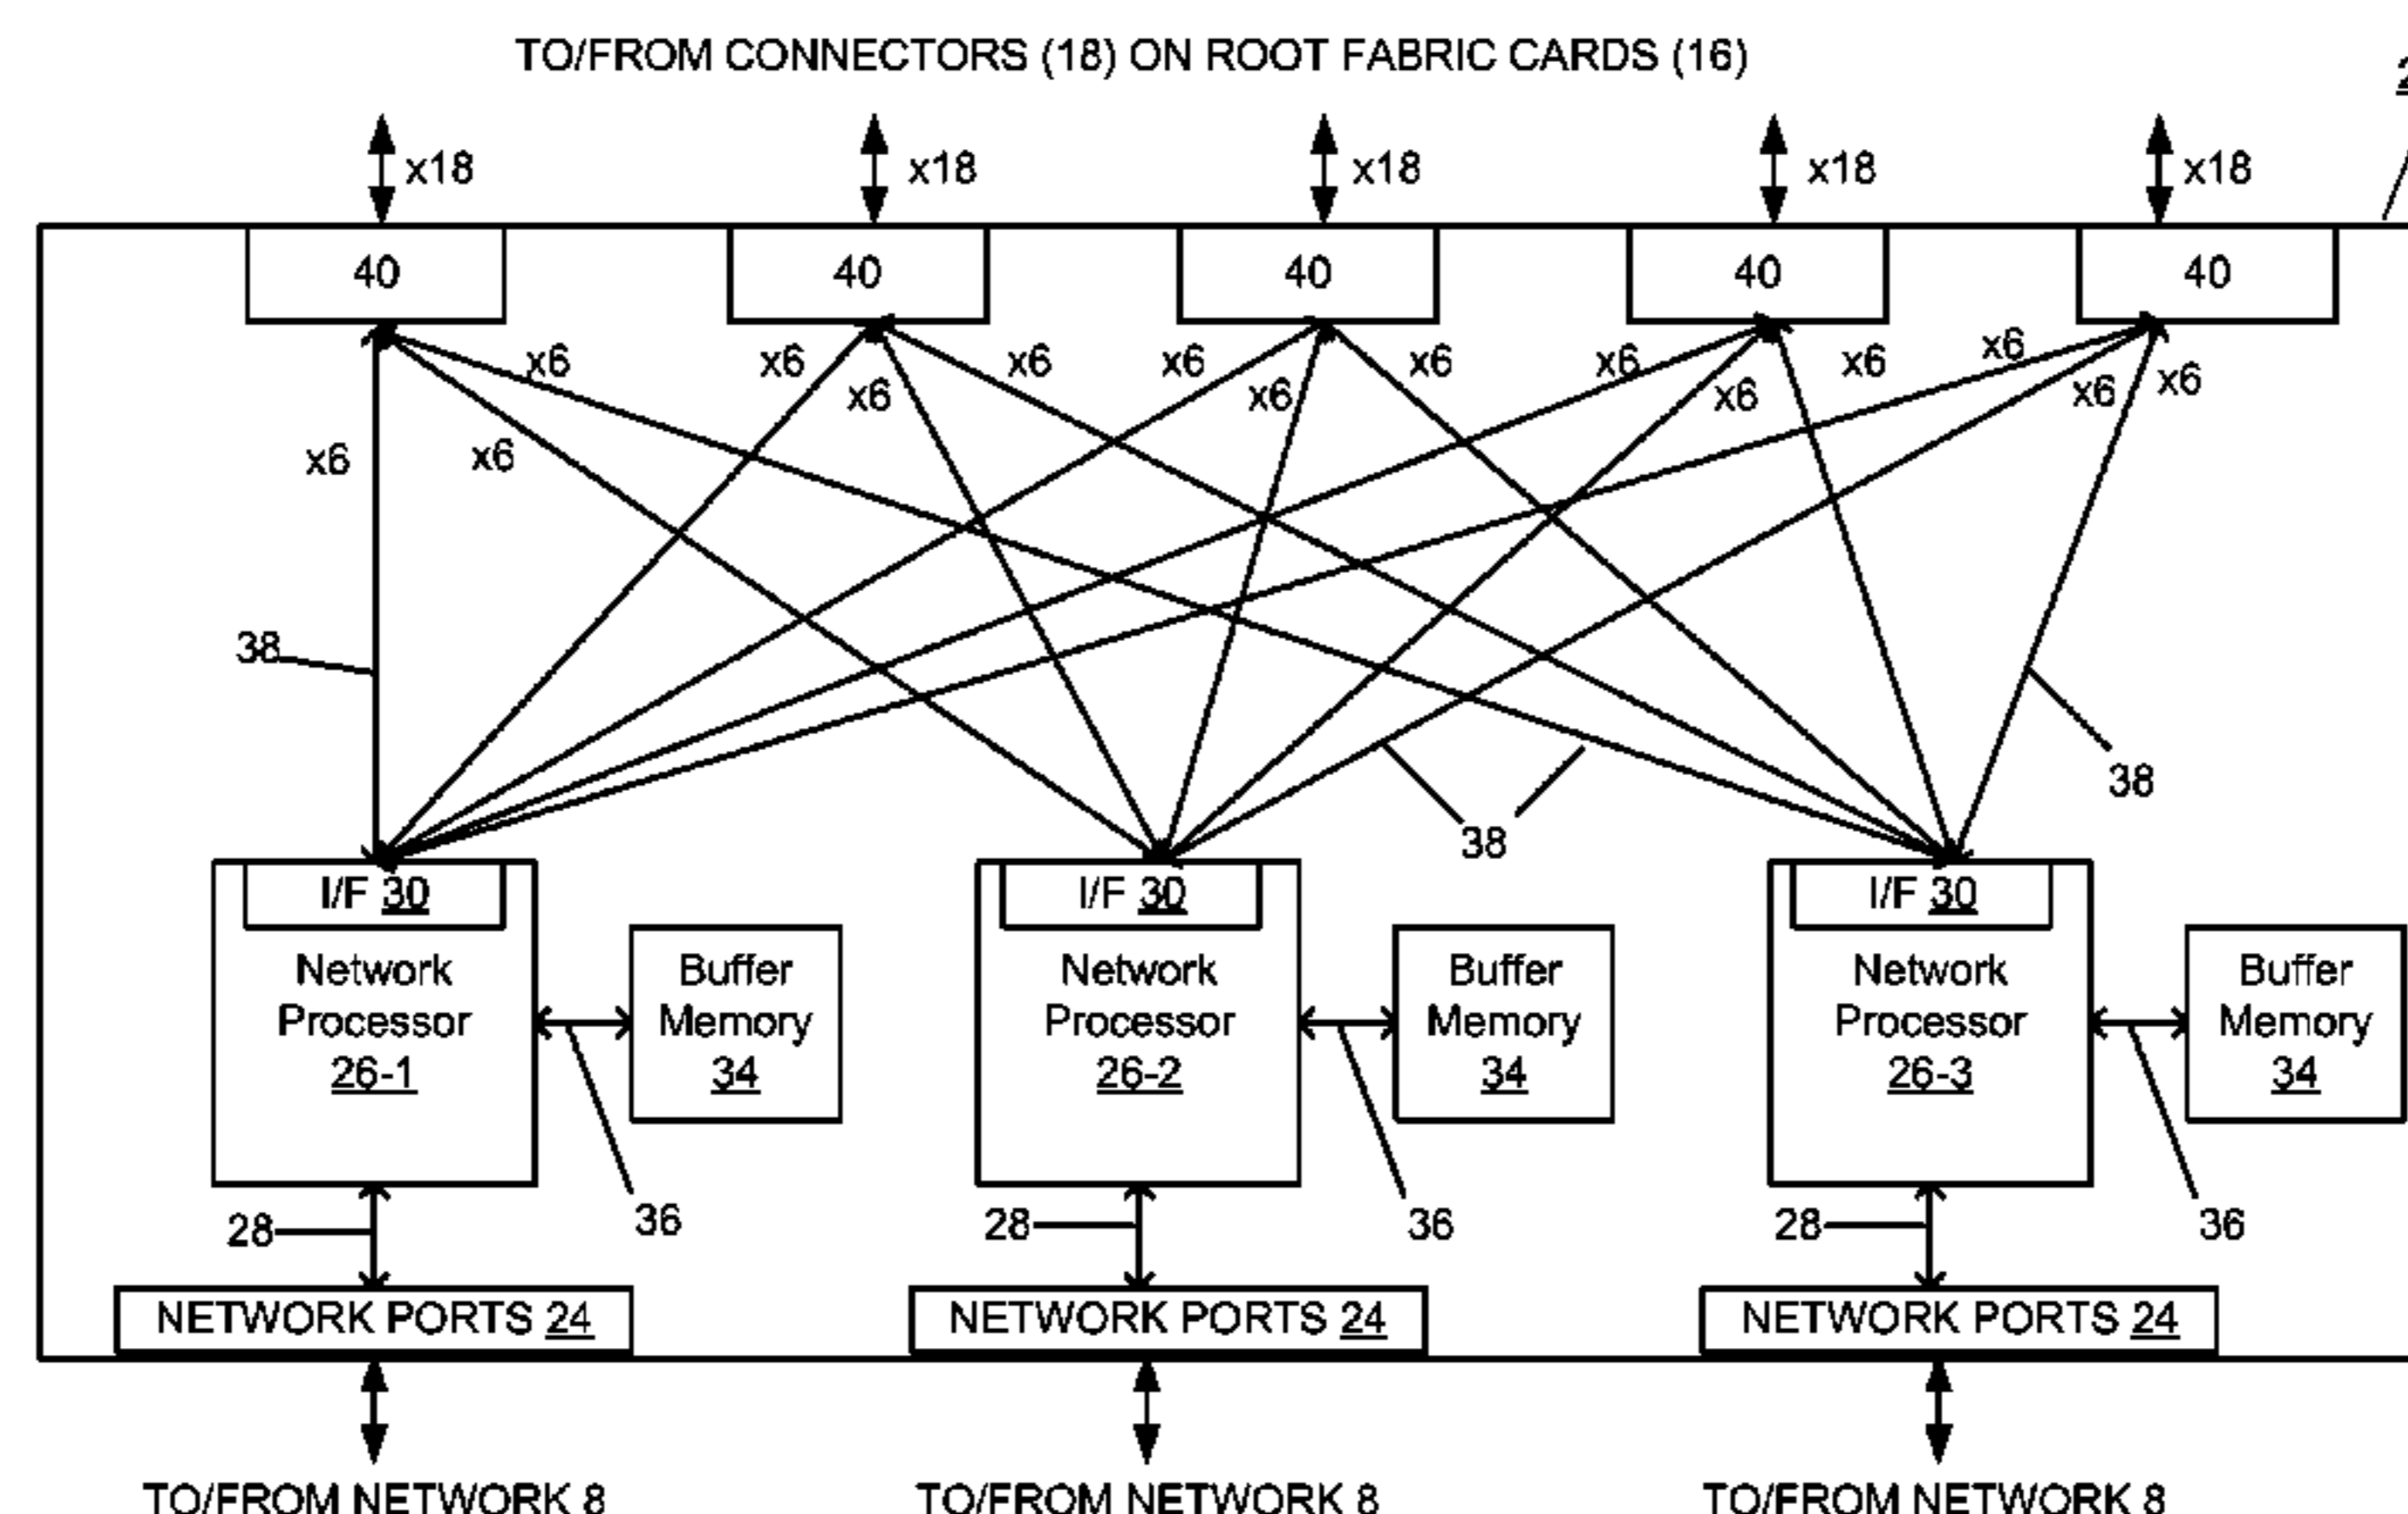 TO/FROM CONNECTORS (18) ON ROOT FABRIC CARDS (16)
x18 x18 x18 x18 x18
40 40 40 40 40
x6 x6 x6 x6 x6 x6 x6 x6
x6 x6 x6 x6 x6
x6 x6
38
38
38
I/F 30 I/F 30 I/F 30
Network Buffer Network Buffer Network Buffer
Processor Memory Processor Memory Processor Memory
26-1 34 26-2 34 26-3 34
28 36 28 36 28 36
NETWORK PORTS 24 NETWORK PORTS 24 NETWORK PORTS 24
TO/FROM NETWORK 8 TO/FROM NETWORK 8 TO/FROM NETWORK 8